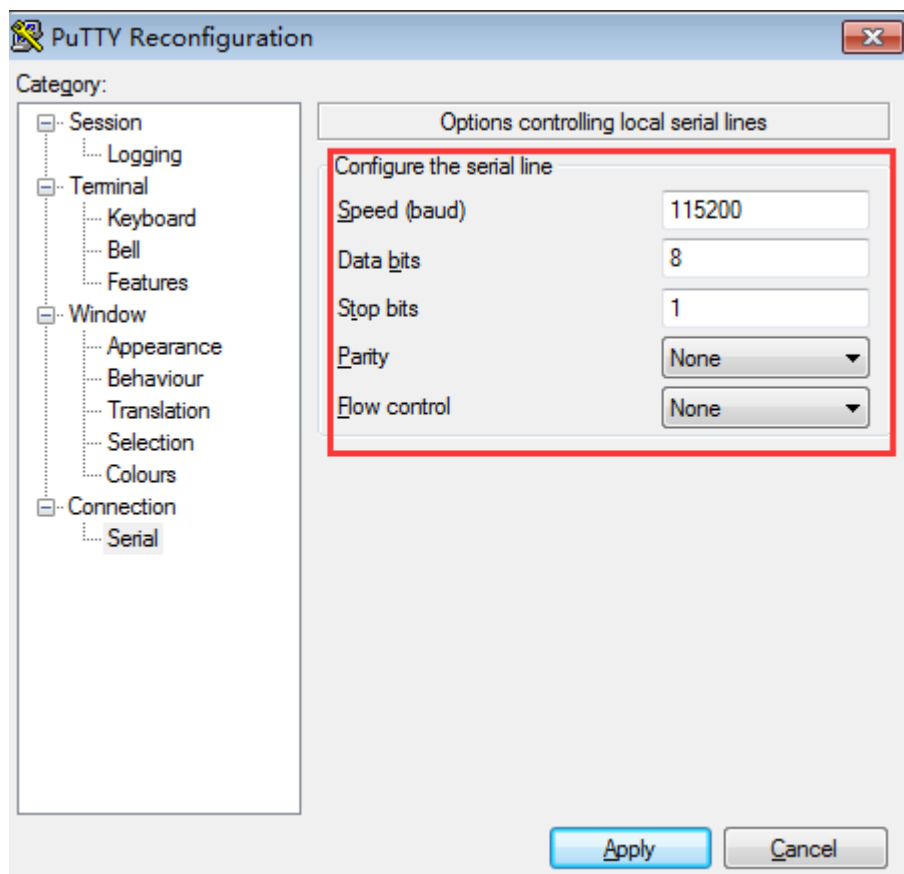 PuTTY Reconfiguration
Category:
Session
Logging
Terminal
Keyboard
Bell
Features
Window
Appearance
Behaviour
Translation
Selection
Colours
Connection
Serial
Options controlling local serial lines
Configure the serial line
Speed (baud) 115200
Data bits 8
Stop bits 1
Parity None
Flow control None
Apply Cancel